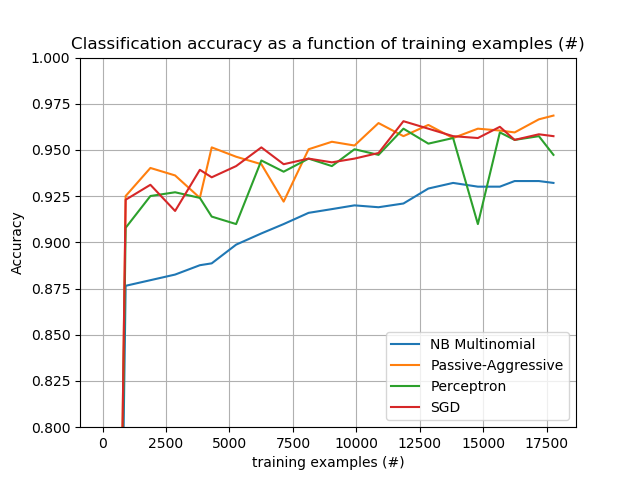 Classification accuracy as a function of training examples (#)
1.000
0.975
0.950
0.925
0.900
0.875
0.850
0.825
0.800
Accuracy
NB Multinomial
Passive-Aggressive
Perceptron
SGD
0 2500 5000 7500 10000 12500 15000 17500
training examples (#)